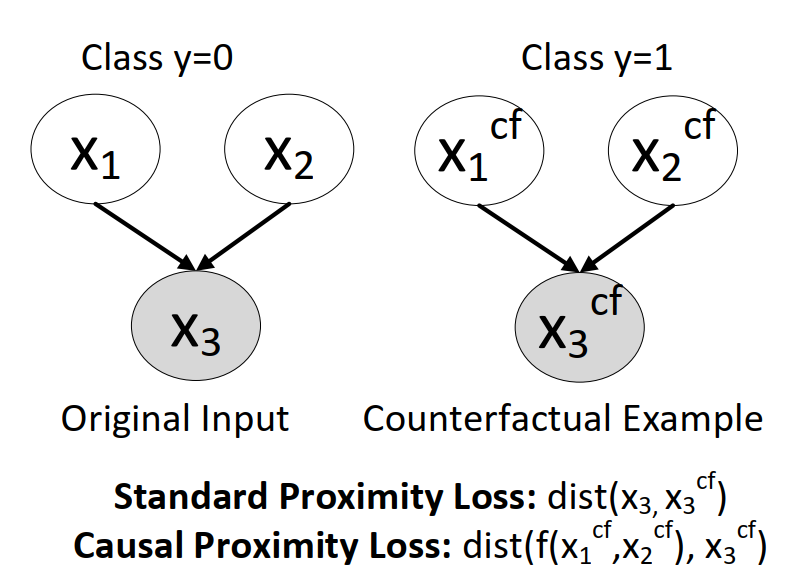 Class y=0
Class y=1
x₁
x₂
x₁ᶜᶠ
x₂ᶜᶠ
x₃
x₃ᶜᶠ
Original Input
Counterfactual Example
Standard Proximity Loss: dist(x₃, x₃ᶜᶠ)
Causal Proximity Loss: dist(f(x₁ᶜᶠ,x₂ᶜᶠ), x₃ᶜᶠ)